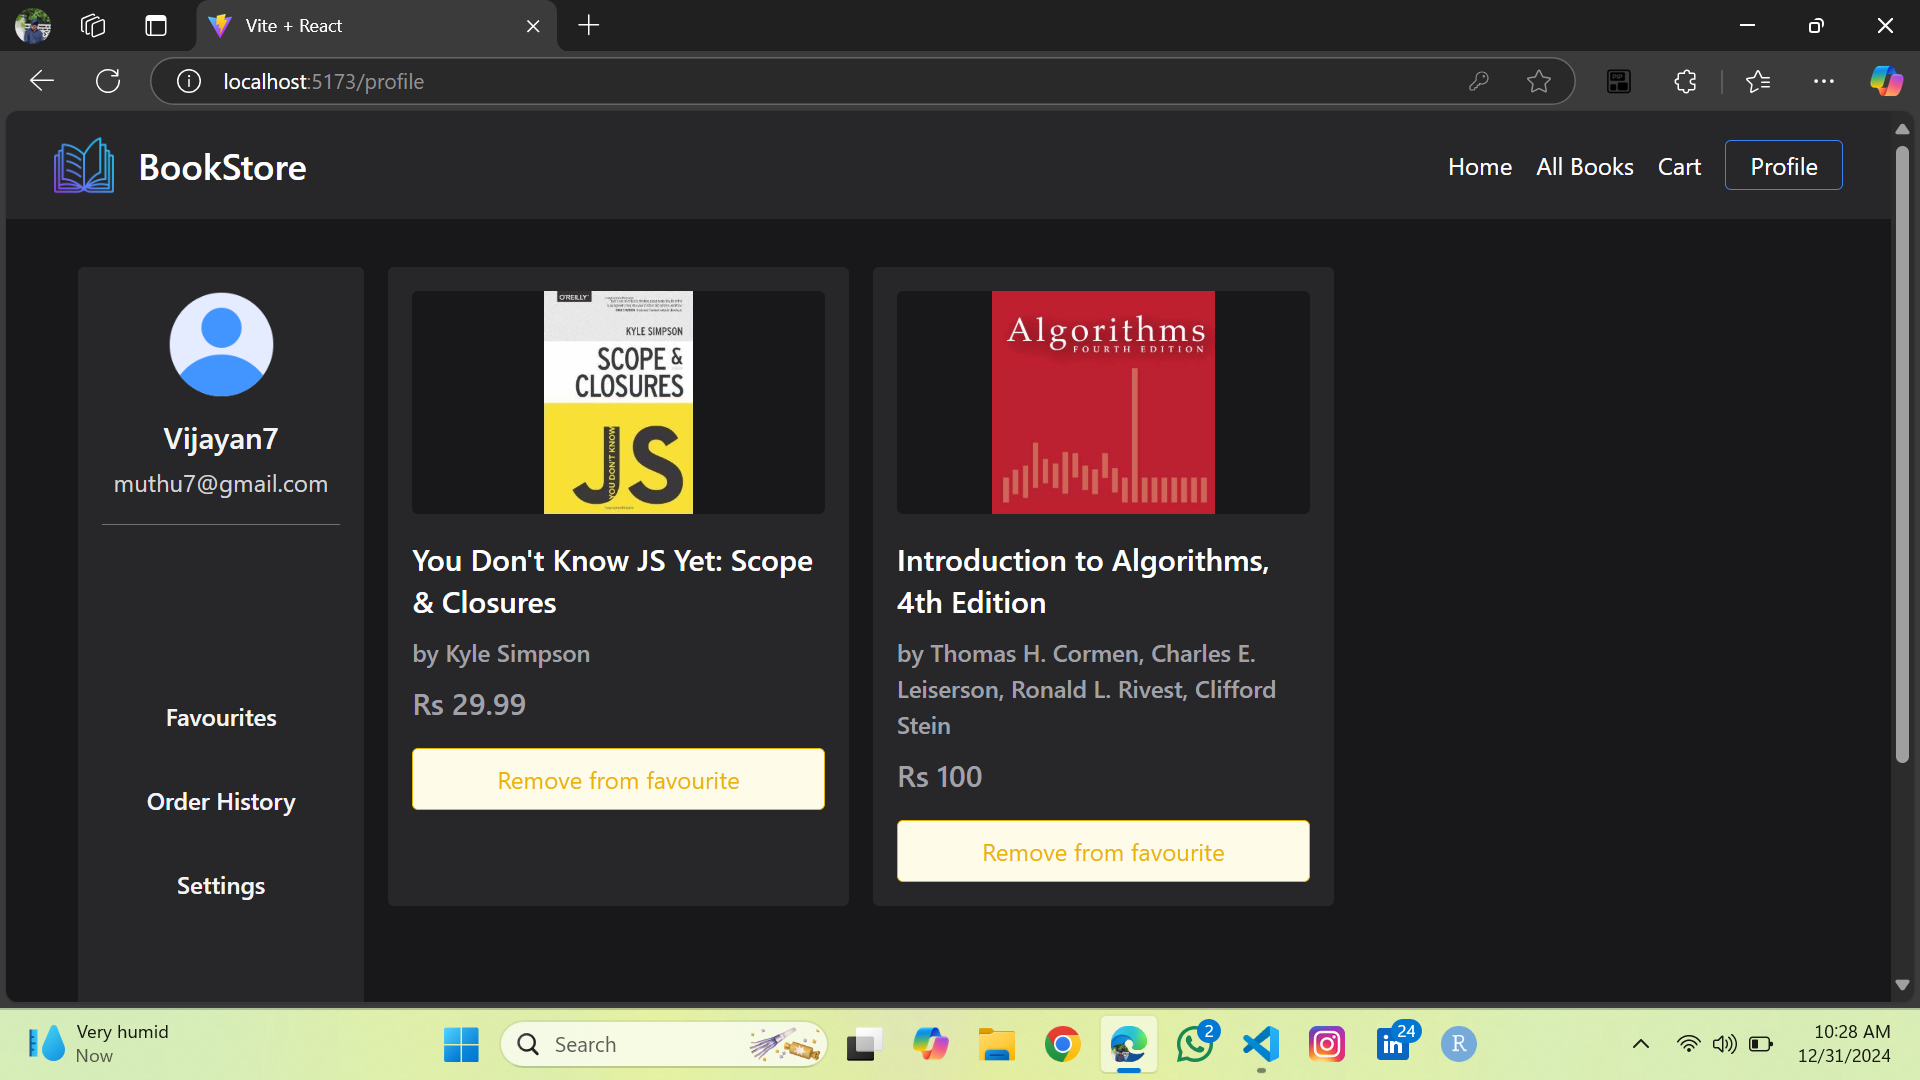 Vite + React
localhost:5173/profile
BookStore
Home
All Books
Cart
Profile
Vijayan7
muthu7@gmail.com
Favourites
Order History
Settings
O'REILLY
KYLE SIMPSON
SCOPE &
CLOSURES
YOU DON'T KNOW
JS
You Don't Know JS Yet: Scope
& Closures
by Kyle Simpson
Rs 29.99
Remove from favourite
Algorithms
FOURTH EDITION
Introduction to Algorithms,
4th Edition
by Thomas H. Cormen, Charles E.
Leiserson, Ronald L. Rivest, Clifford
Stein
Rs 100
Remove from favourite
Very humid
Now
Search
2
24
in
R
10:28 AM
12/31/2024